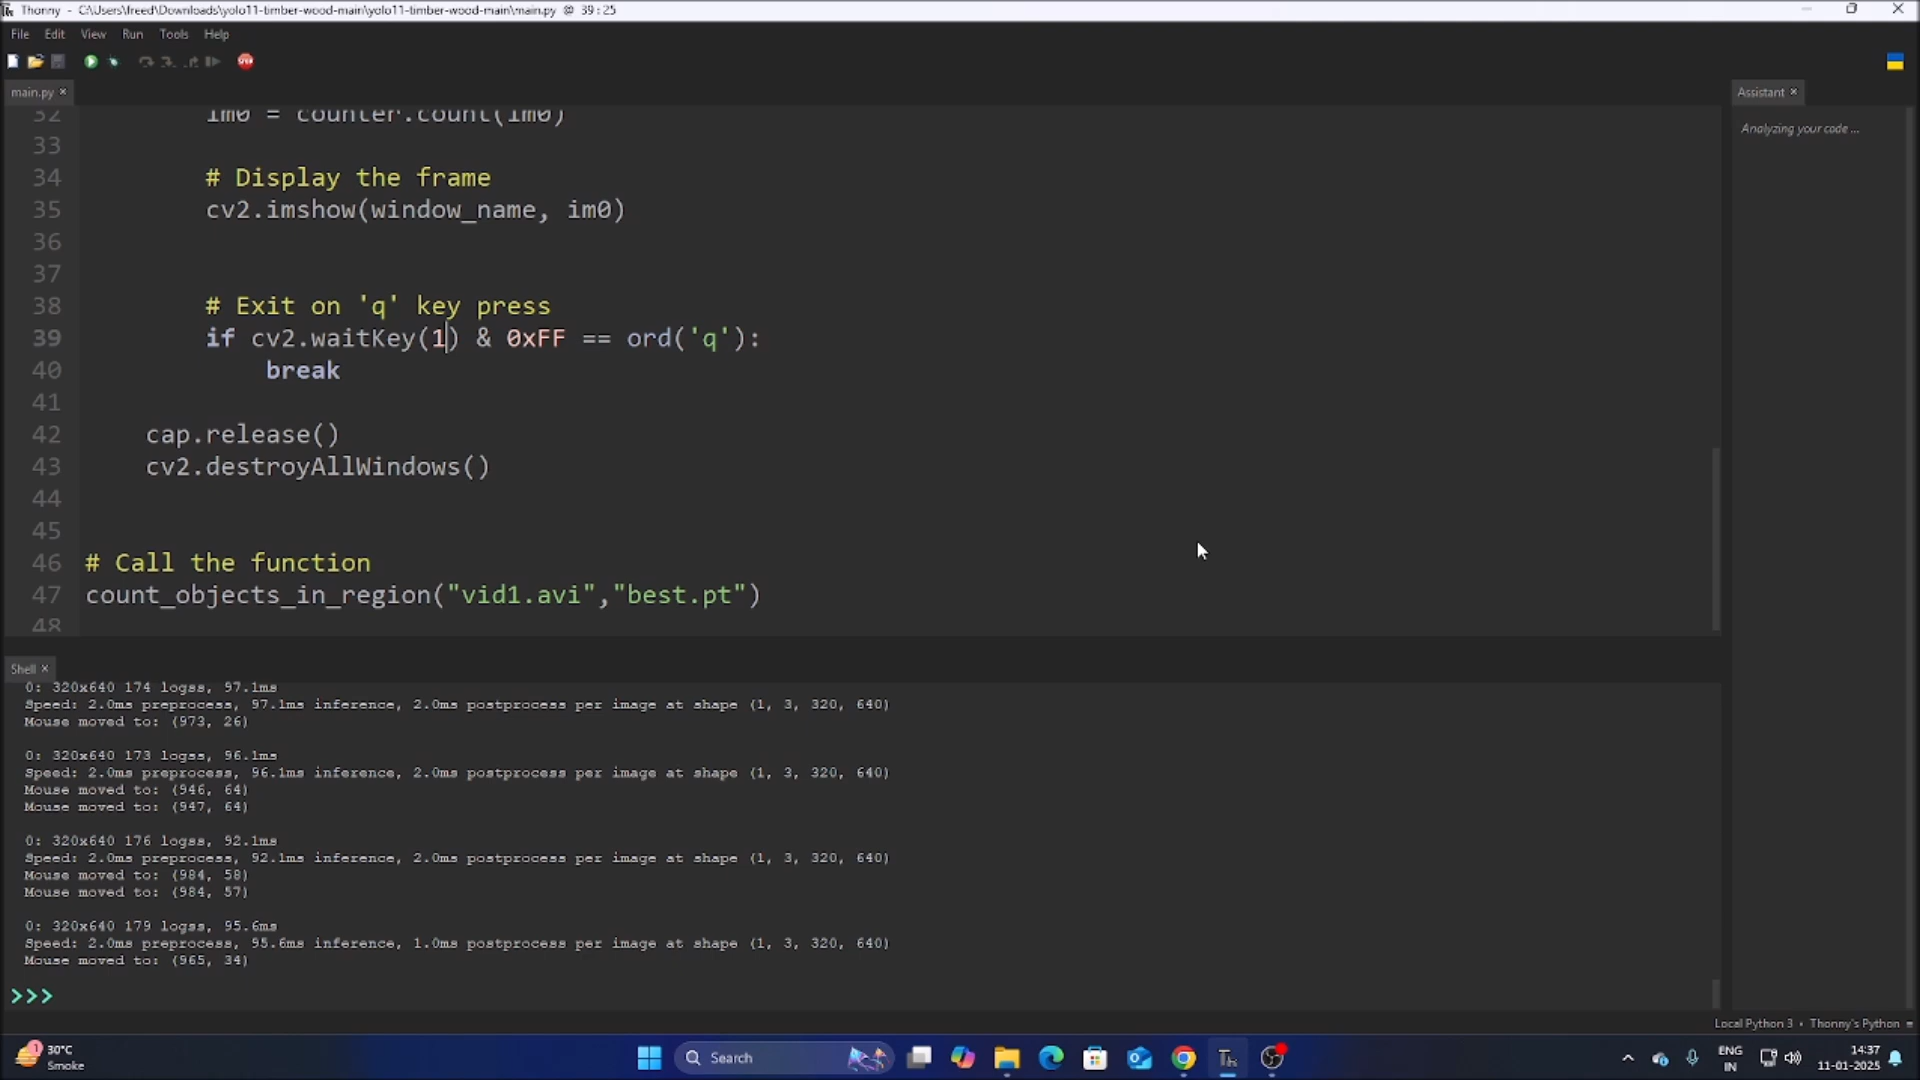 Thonny - C:\Users\freed\Downloads\yolo11-timber-wood-main\yolo11-timber-wood-main\main.py @ 39:25
File Edit View Run Tools Help
main.py ×
Assistant ×
Analyzing your code ...
32 im0 = counter.count(im0)
33
34 # Display the frame
35 cv2.imshow(window_name, im0)
36
37
38 # Exit on 'q' key press
39 if cv2.waitKey(1) & 0xFF == ord('q'):
40 break
41
42 cap.release()
43 cv2.destroyAllWindows()
44
45
46 # Call the function
47 count_objects_in_region("vid1.avi","best.pt")
48
Shell ×
0: 320x640 174 logss, 97.1ms
Speed: 2.0ms preprocess, 97.1ms inference, 2.0ms postprocess per image at shape (1, 3, 320, 640)
Mouse moved to: (973, 26)
0: 320x640 173 logss, 96.1ms
Speed: 2.0ms preprocess, 96.1ms inference, 2.0ms postprocess per image at shape (1, 3, 320, 640)
Mouse moved to: (946, 64)
Mouse moved to: (947, 64)
0: 320x640 176 logss, 92.1ms
Speed: 2.0ms preprocess, 92.1ms inference, 2.0ms postprocess per image at shape (1, 3, 320, 640)
Mouse moved to: (984, 58)
Mouse moved to: (984, 57)
0: 320x640 179 logss, 95.6ms
Speed: 2.0ms preprocess, 95.6ms inference, 1.0ms postprocess per image at shape (1, 3, 320, 640)
Mouse moved to: (965, 34)
>>>
Local Python 3 • Thonny's Python
1
30°C
Smoke
Search
ENG
IN
14:37
11-01-2025